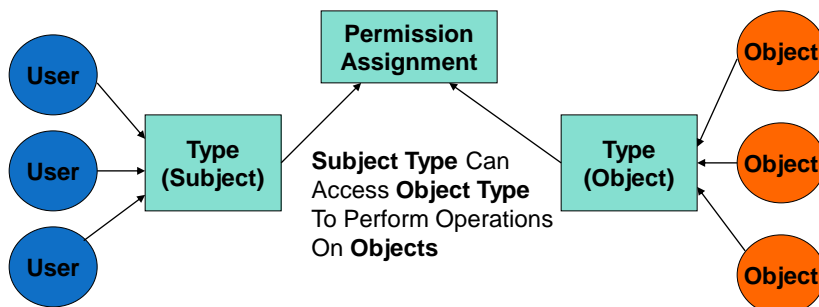 User
User
User
Type
(Subject)
Permission
Assignment
Subject Type Can
Access Object Type
To Perform Operations
On Objects
Type
(Object)
Object
Object
Object